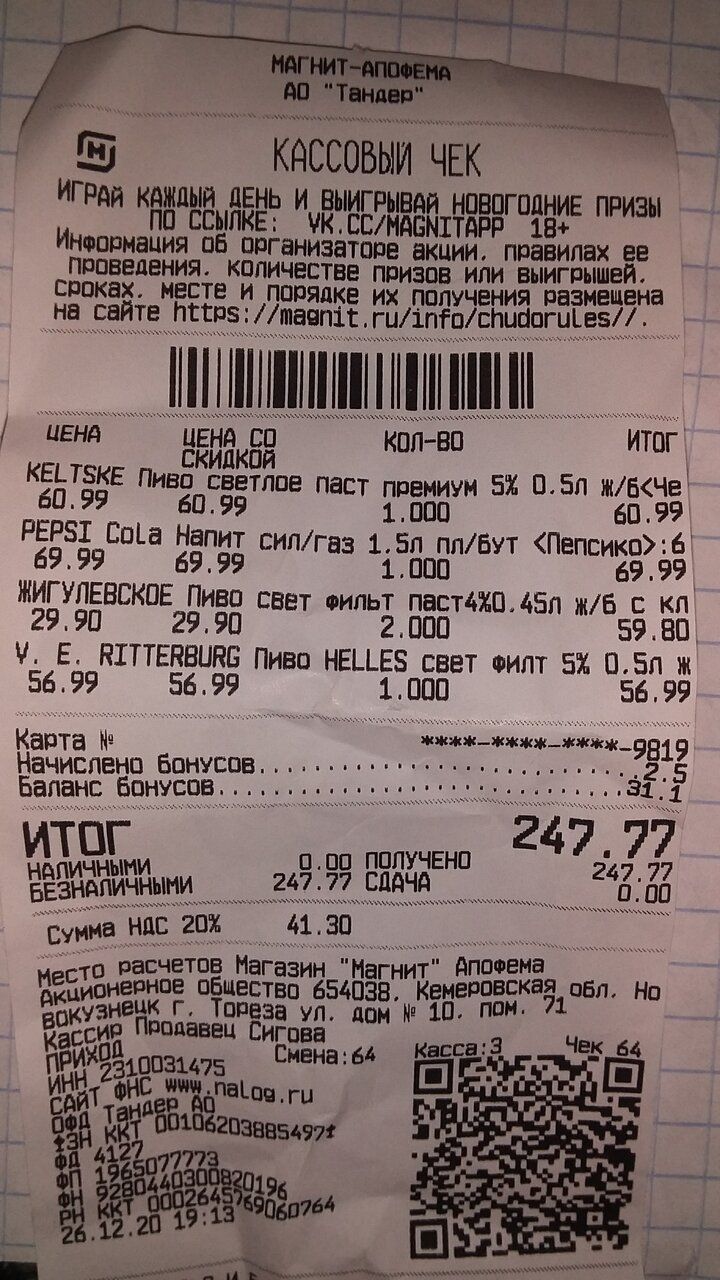 МАГНИТ-АПОФЕМА
АО "Тандер"
КАССОВЫЙ ЧЕК
ИГРАЙ КАЖДЫЙ ДЕНЬ И ВЫИГРЫВАЙ НОВОГОДНИЕ ПРИЗЫ
ПО ССЫЛКЕ: VK.CC/MAGNITAPP 18+
Информация об организаторе акции, правилах ее
проведения, количестве призов или выигрышей,
сроках, месте и порядке их получения размещена
на сайте https://magnit.ru/info/chudorules//.
ЦЕНА ЦЕНА СО СКИДКОЙ КОЛ-ВО ИТОГ
KELTSKE Пиво светлое паст премиум 5% 0.5л ж/б<Че
60.99 60.99 1.000 60.99
PEPSI Cola Напит сил/газ 1.5л пл/бут <Пепсико>:6
69.99 69.99 1.000 69.99
ЖИГУЛЕВСКОЕ Пиво свет фильт паст4%0.45л ж/б с кл
29.90 29.90 2.000 59.80
V. E. RITTERBURG Пиво HELLES свет филт 5% 0.5л ж
56.99 56.99 1.000 56.99
Карта № ****-****-****-9819
Начислено бонусов..............................2.5
Баланс бонусов................................31.1
ИТОГ 247.77
НАЛИЧНЫМИ 0.00 ПОЛУЧЕНО 247.77
БЕЗНАЛИЧНЫМИ 247.77 СДАЧА 0.00
Сумма НДС 20% 41.30
Место расчетов Магазин "Магнит" Апофема
Акционерное общество 654038, Кемеровская обл, Но
вокузнецк г, Тореза ул, дом № 10, пом. 71
Кассир Продавец Сигова
ПРИХОД Смена:64 Касса:3 Чек 64
ИНН 2310031475
САЙТ ФНС www.nalog.ru
ОФД Тандер АО
‡ЗН ККТ 00106203885497‡
ФД 4127
ФП 1965077773
ФН 9280440300820196
РН ККТ 0002645769060764
26.12.20 19:13